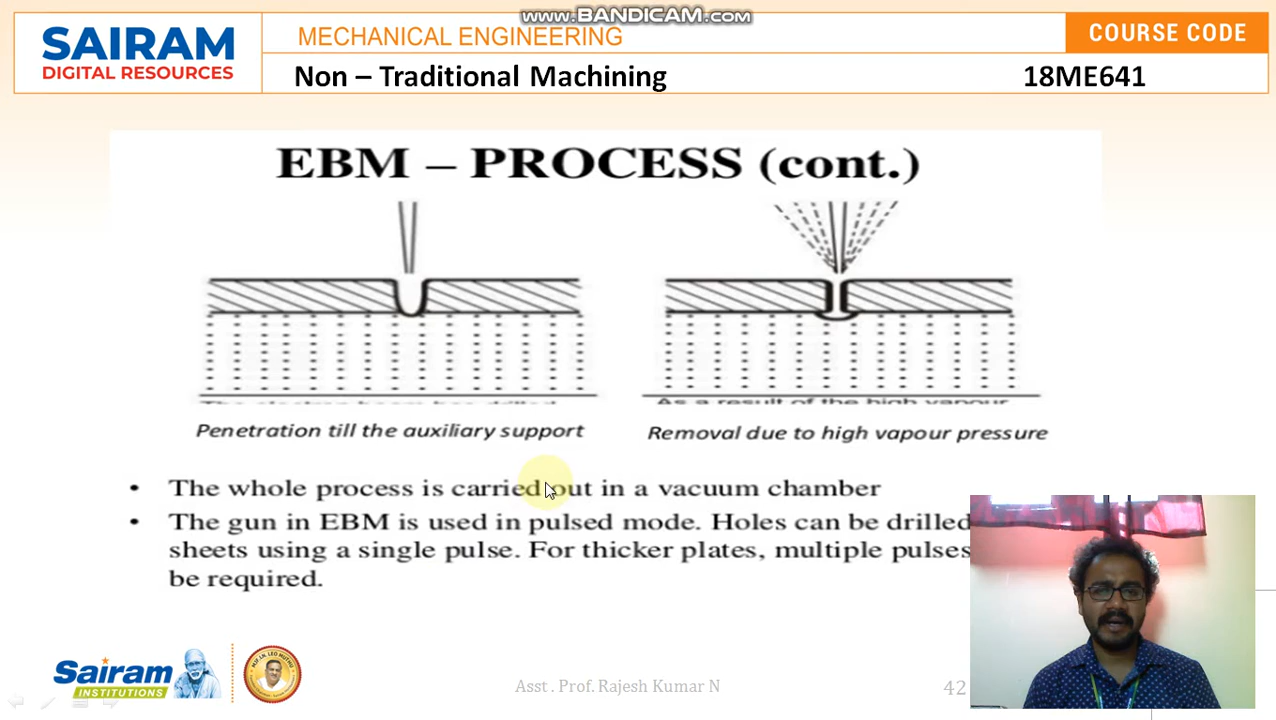 www.BANDICAM.com
SAIRAM
DIGITAL RESOURCES
MECHANICAL ENGINEERING
COURSE CODE
Non – Traditional Machining
18ME641
EBM – PROCESS (cont.)
As a result of the high vapour
Penetration till the auxiliary support
Removal due to high vapour pressure
• The whole process is carried out in a vacuum chamber
• The gun in EBM is used in pulsed mode. Holes can be drilled
sheets using a single pulse. For thicker plates, multiple pulses
be required.
Sairam
INSTITUTIONS
Asst . Prof. Rajesh Kumar N
42